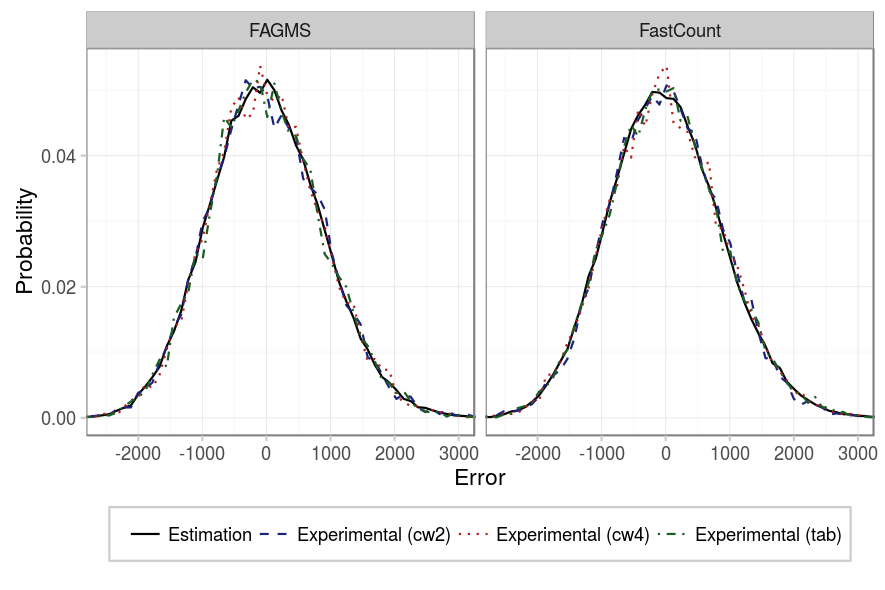 FAGMS FastCount
Probability
0.04
0.02
0.00
-2000 -1000 0 1000 2000 3000 -2000 -1000 0 1000 2000 3000
Error
Estimation Experimental (cw2) Experimental (cw4) Experimental (tab)